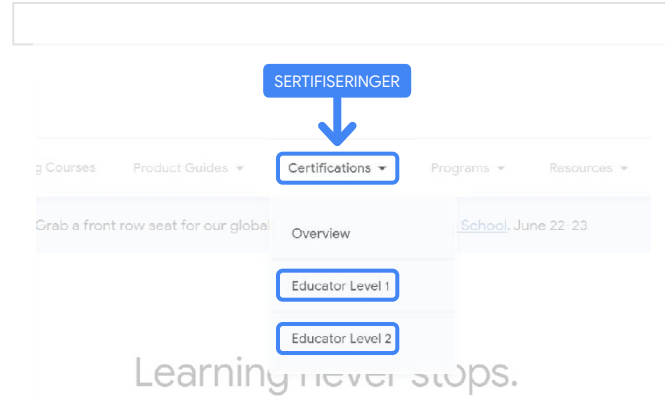 SERTIFISERINGER
g Courses Product Guides Certifications Programs Resources
Grab a front row seat for our global School. June 22-23
Overview
Educator Level 1
Educator Level 2
Learning never stops.